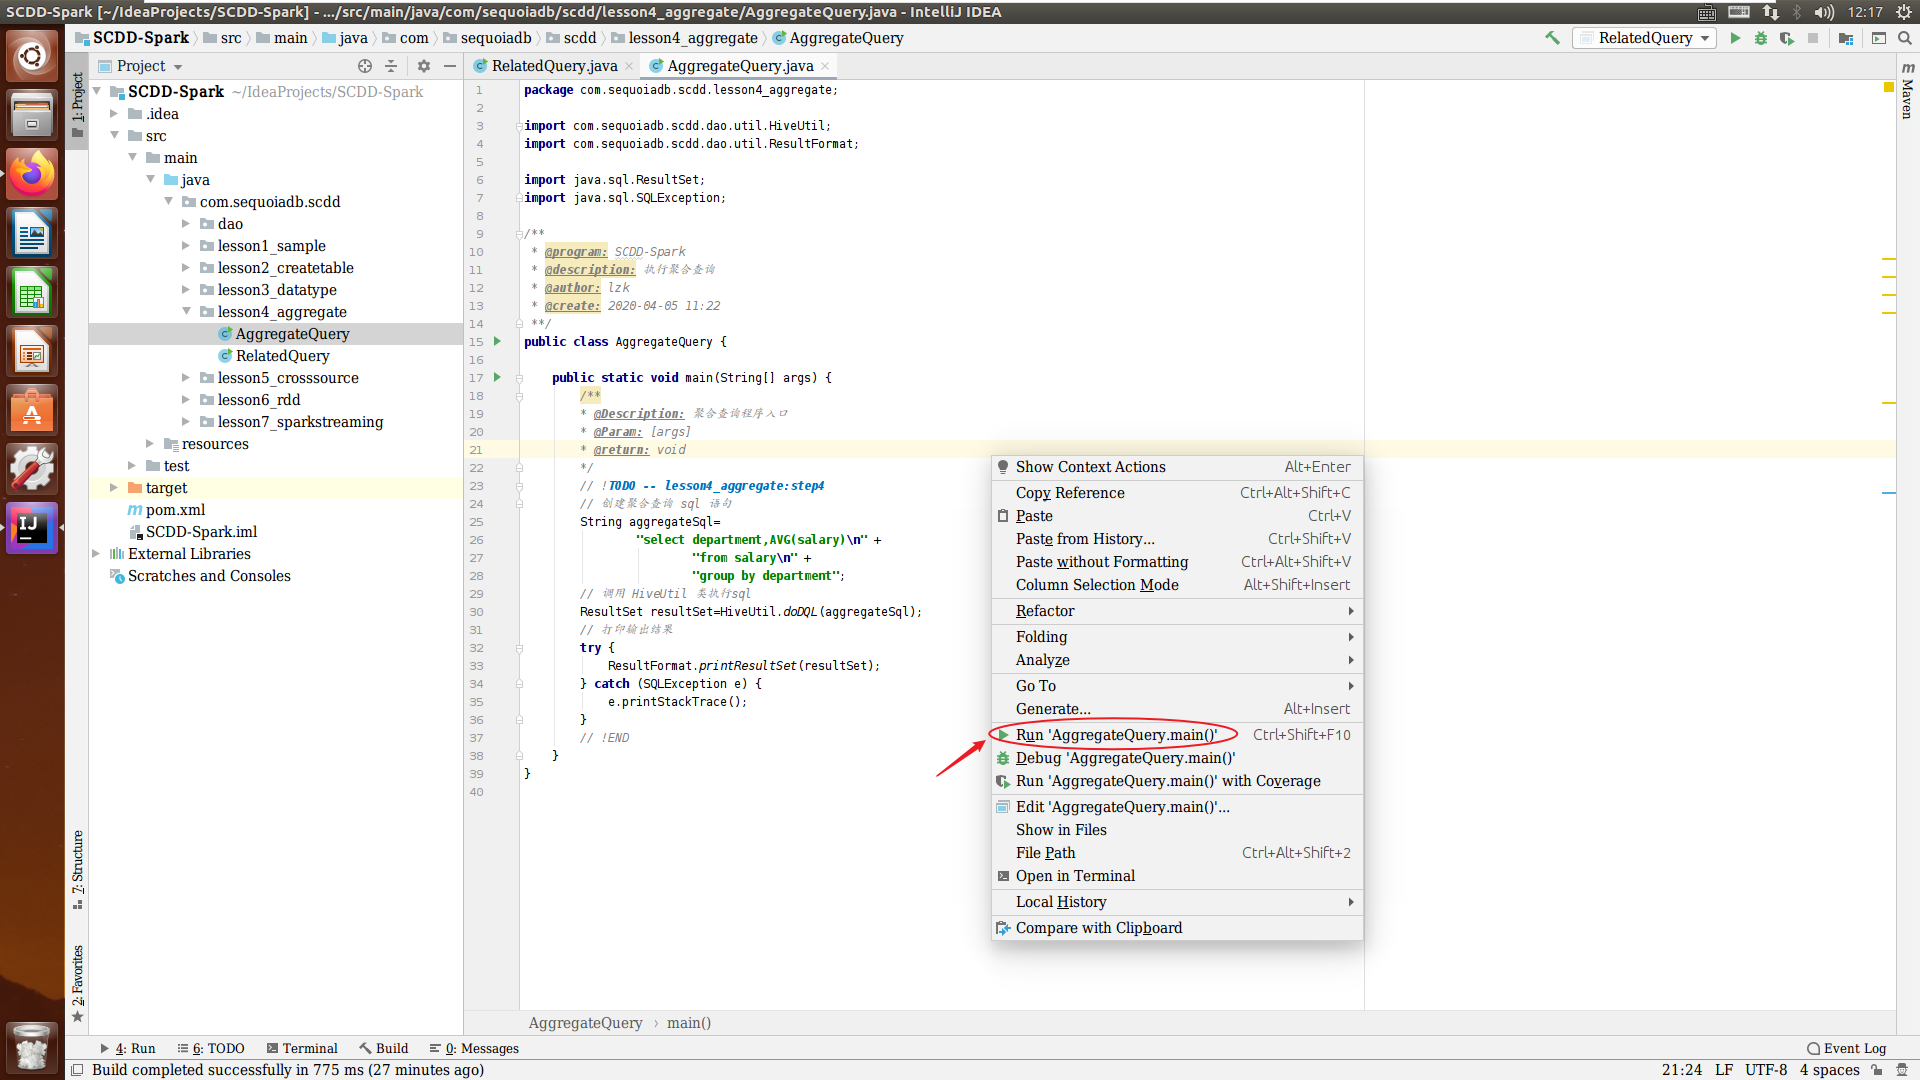 SCDD-Spark [~/IdeaProjects/SCDD-Spark] - .../src/main/java/com/sequoiadb/scdd/lesson4_aggregate/AggregateQuery.java - IntelliJ IDEA
12:17
SCDD-Spark src main java com sequoiadb scdd lesson4_aggregate AggregateQuery
RelatedQuery
Project
RelatedQuery.java
AggregateQuery.java
1: Project
7: Structure
2: Favorites
m Maven
SCDD-Spark ~/IdeaProjects/SCDD-Spark
.idea
src
main
java
com.sequoiadb.scdd
dao
lesson1_sample
lesson2_createtable
lesson3_datatype
lesson4_aggregate
AggregateQuery
RelatedQuery
lesson5_crosssource
lesson6_rdd
lesson7_sparkstreaming
resources
test
target
pom.xml
SCDD-Spark.iml
External Libraries
Scratches and Consoles
1 package com.sequoiadb.scdd.lesson4_aggregate;
2
3 import com.sequoiadb.scdd.dao.util.HiveUtil;
4 import com.sequoiadb.scdd.dao.util.ResultFormat;
5
6 import java.sql.ResultSet;
7 import java.sql.SQLException;
8
9 /**
10 * @program: SCDD-Spark
11 * @description: 执行聚合查询
12 * @author: lzk
13 * @create: 2020-04-05 11:22
14 **/
15 public class AggregateQuery {
16
17 public static void main(String[] args) {
18 /**
19 * @Description: 聚合查询程序入口
20 * @Param: [args]
21 * @return: void
22 */
23 // !TODO -- lesson4_aggregate:step4
24 // 创建聚合查询 sql 语句
25 String aggregateSql=
26 "select department,AVG(salary)\n" +
27 "from salary\n" +
28 "group by department";
29 // 调用 HiveUtil 类执行sql
30 ResultSet resultSet=HiveUtil.doDQL(aggregateSql);
31 // 打印输出结果
32 try {
33 ResultFormat.printResultSet(resultSet);
34 } catch (SQLException e) {
35 e.printStackTrace();
36 }
37 // !END
38 }
39 }
40
Show Context Actions Alt+Enter
Copy Reference Ctrl+Alt+Shift+C
Paste Ctrl+V
Paste from History... Ctrl+Shift+V
Paste without Formatting Ctrl+Alt+Shift+V
Column Selection Mode Alt+Shift+Insert
Refactor
Folding
Analyze
Go To
Generate... Alt+Insert
Run 'AggregateQuery.main()' Ctrl+Shift+F10
Debug 'AggregateQuery.main()'
Run 'AggregateQuery.main()' with Coverage
Edit 'AggregateQuery.main()'...
Show in Files
File Path Ctrl+Alt+Shift+2
Open in Terminal
Local History
Compare with Clipboard
AggregateQuery › main()
4: Run 6: TODO Terminal Build 0: Messages
Event Log
Build completed successfully in 775 ms (27 minutes ago)
21:24 LF UTF-8 4 spaces